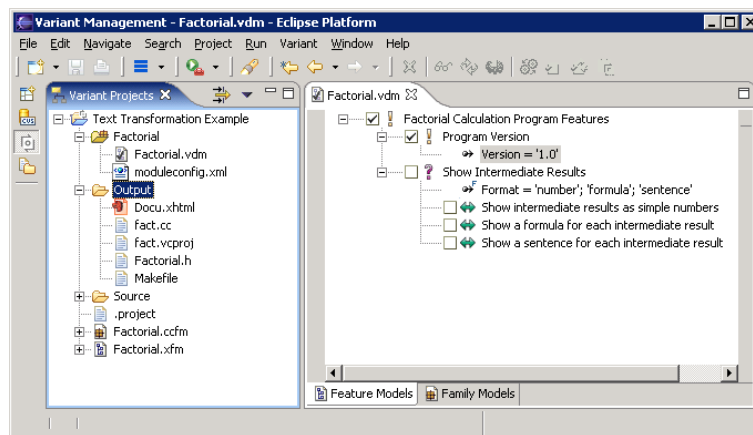 Variant Management - Factorial.vdm - Eclipse Platform
File Edit Navigate Search Project Run Variant Window Help
Variant Projects
Text Transformation Example
Factorial
Factorial.vdm
moduleconfig.xml
Output
Docu.xhtml
fact.cc
fact.vcproj
Factorial.h
Makefile
Source
.project
Factorial.ccfm
Factorial.xfm
Factorial.vdm
Factorial Calculation Program Features
Program Version
Version = '1.0'
Show Intermediate Results
F Format = 'number'; 'formula'; 'sentence'
Show intermediate results as simple numbers
Show a formula for each intermediate result
Show a sentence for each intermediate result
Feature Models Family Models